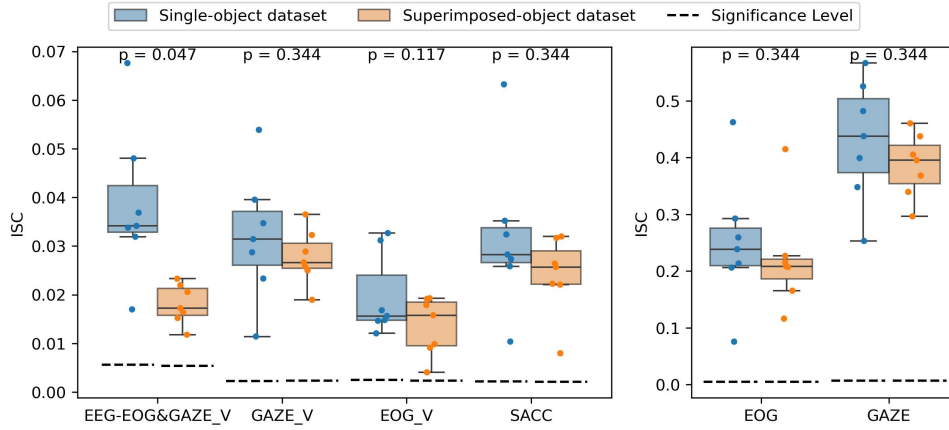 Single-object dataset Superimposed-object dataset Significance Level
p = 0.047 p = 0.344 p = 0.117 p = 0.344
0.07
0.06
0.05
0.04
0.03
0.02
0.01
0.00
ISC
EEG-EOG&GAZE_V GAZE_V EOG_V SACC
p = 0.344 p = 0.344
0.5
0.4
0.3
0.2
0.1
0.0
ISC
EOG GAZE